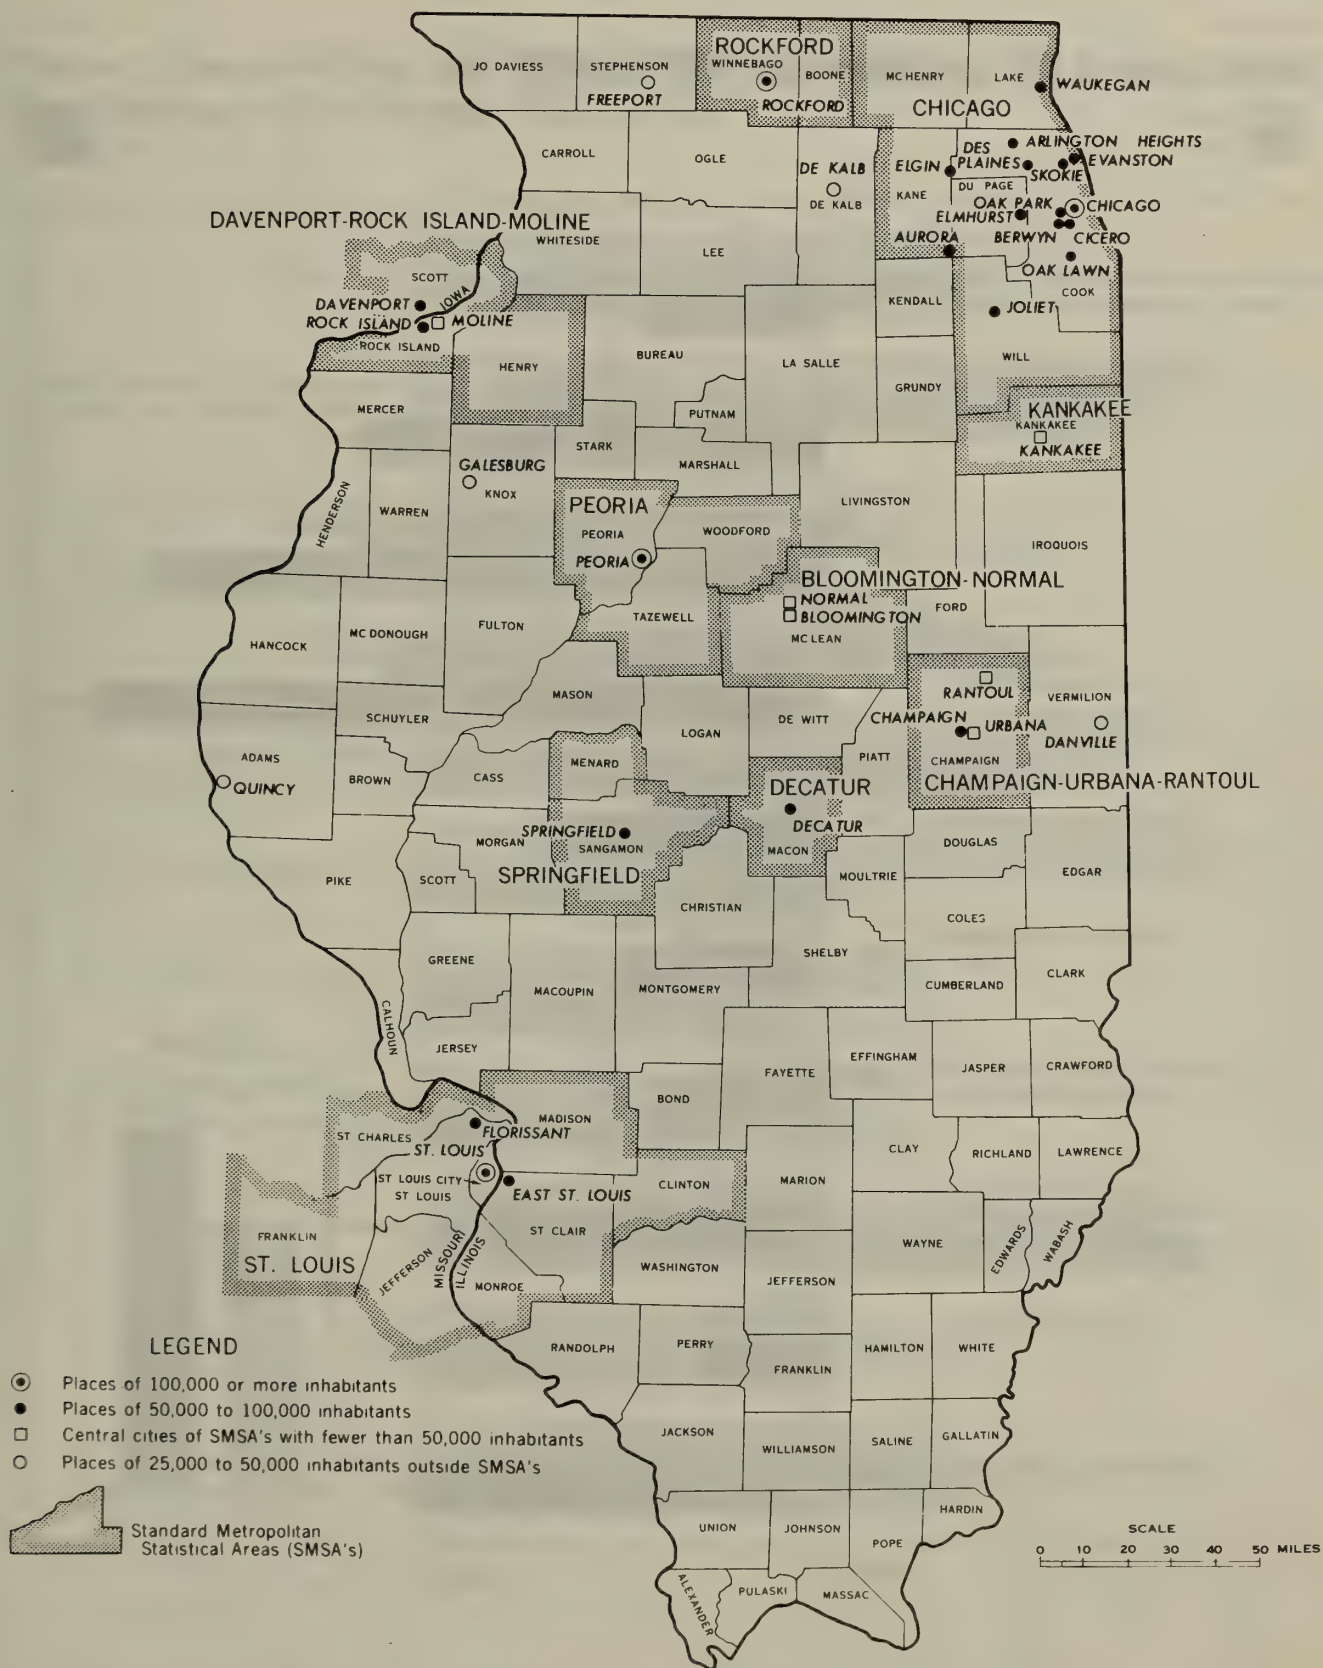 ROCKFORD
JO DAVIESS
STEPHENSON
WINNEBAGO
BOONE
MC HENRY
LAKE
FREEPORT
ROCKFORD
WAUKEGAN
CHICAGO
CARROLL
OGLE
DE KALB
DE KALB
ELGIN
KANE
DES
PLAINES
ARLINGTON HEIGHTS
EVANSTON
SKOKIE
DU PAGE
OAK PARK
CHICAGO
ELMHURST
BERWYN
CICERO
AURORA
OAK LAWN
COOK
DAVENPORT-ROCK ISLAND-MOLINE
WHITESIDE
LEE
SCOTT
IOWA
DAVENPORT
ROCK ISLAND
MOLINE
ROCK ISLAND
KENDALL
JOLIET
HENRY
BUREAU
LA SALLE
GRUNDY
WILL
MERCER
PUTNAM
KANKAKEE
KANKAKEE
KANKAKEE
STARK
MARSHALL
GALESBURG
KNOX
HENDERSON
WARREN
PEORIA
PEORIA
PEORIA
WOODFORD
LIVINGSTON
IROQUOIS
BLOOMINGTON-NORMAL
NORMAL
BLOOMINGTON
MC LEAN
FORD
HANCOCK
MC DONOUGH
FULTON
TAZEWELL
MASON
RANTOUL
VERMILION
SCHUYLER
LOGAN
DE WITT
CHAMPAIGN
URBANA
DANVILLE
ADAMS
QUINCY
BROWN
CASS
MENARD
PIATT
CHAMPAIGN
CHAMPAIGN-URBANA-RANTOUL
DECATUR
DECATUR
MACON
SPRINGFIELD
SANGAMON
SPRINGFIELD
MORGAN
SCOTT
PIKE
DOUGLAS
MOULTRIE
EDGAR
CHRISTIAN
COLES
SHELBY
GREENE
MACOUPIN
MONTGOMERY
CUMBERLAND
CLARK
CALHOUN
JERSEY
FAYETTE
EFFINGHAM
JASPER
CRAWFORD
MADISON
BOND
ST CHARLES
FLORISSANT
ST. LOUIS
ST LOUIS CITY
ST LOUIS
EAST ST. LOUIS
CLINTON
MARION
CLAY
RICHLAND
LAWRENCE
FRANKLIN
ST. LOUIS
JEFFERSON
MISSOURI
ILLINOIS
ST CLAIR
MONROE
WASHINGTON
JEFFERSON
WAYNE
EDWARDS
WABASH
RANDOLPH
PERRY
FRANKLIN
HAMILTON
WHITE
JACKSON
WILLIAMSON
SALINE
GALLATIN
UNION
JOHNSON
POPE
HARDIN
ALEXANDER
PULASKI
MASSAC
LEGEND
Places of 100,000 or more inhabitants
Places of 50,000 to 100,000 inhabitants
Central cities of SMSA's with fewer than 50,000 inhabitants
Places of 25,000 to 50,000 inhabitants outside SMSA's
Standard Metropolitan
Statistical Areas (SMSA's)
SCALE
0 10 20 30 40 50 MILES